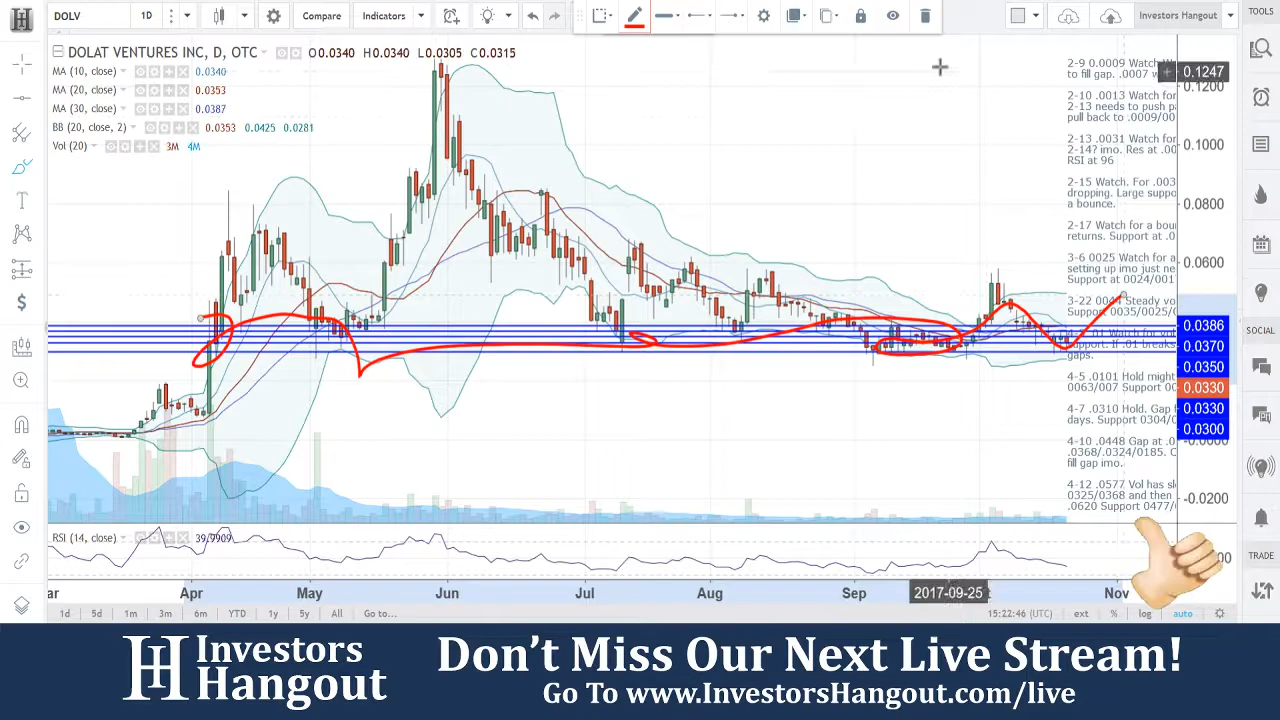 DOLV
1D
Compare
Indicators
Investors Hangout
TOOLS
DOLAT VENTURES INC, D, OTC
O0.0340 H0.0340 L0.0305 C0.0315
MA (10, close) 0.0340
MA (20, close) 0.0353
MA (30, close) 0.0387
BB (20, close, 2) 0.0353 0.0425 0.0281
Vol (20) 3M 4M
2-9 0.0009 Watch
to fill gap. .0007
2-10 .0013 Watch for
2-13 needs to push
pull back to .0009/00
2-13 .0031 Watch for
2-14? imo. Res at .00
RSI at 96
2-15 Watch. For .003
dropping. Large suppo
a bounce.
2-17 Watch for a bou
returns. Support at .0
3-6 0025 Watch for a
setting up imo just ne
Support 0024/001
3-22 Steady vo
Support 0035/0025
.01 Watch for
support. If .01 breaks
gaps.
4-5 .0101 Hold might
0063/007 Support 00
4-7 .0310 Hold. Gap
days. Support 0304/
4-10 .0448 Gap at .0
.0368/.0324/0185. C
fill gap imo.
4-12 .0577 Vol has sl
0325/0368 and then
.0620 Support 0477/
0.1247
0.1200
0.1000
0.0800
0.0600
0.0386
0.0370
0.0350
0.0330
0.0330
0.0300
-0.0000
-0.0200
SOCIAL
TRADE
RSI (14, close) 39.9909
Apr May Jun Jul Aug Sep 2017-09-25 Nov
1d 5d 1m 3m 6m YTD 1y 5y All Go to...
15:22:46 (UTC) ext % log auto
Investors
Hangout
Don't Miss Our Next Live Stream!
Go To www.InvestorsHangout.com/live